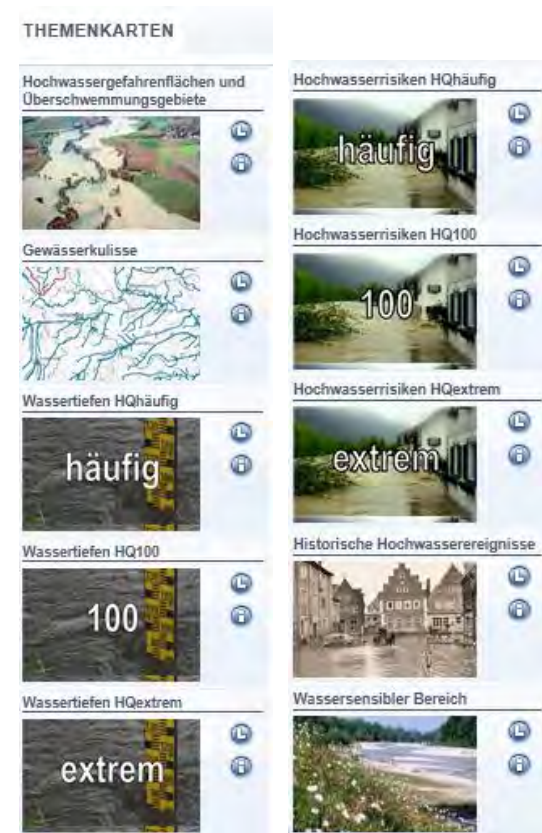 THEMENKARTEN
Hochwassergefahrenflächen und
Überschwemmungsgebiete
Gewässerkulisse
Wassertiefen HQhäufig
häufig
Wassertiefen HQ100
100
Wassertiefen HQextrem
extrem
Hochwasserrisiken HQhäufig
häufig
Hochwasserrisiken HQ100
100
Hochwasserrisiken HQextrem
extrem
Historische Hochwasserereignisse
Wassersensibler Bereich